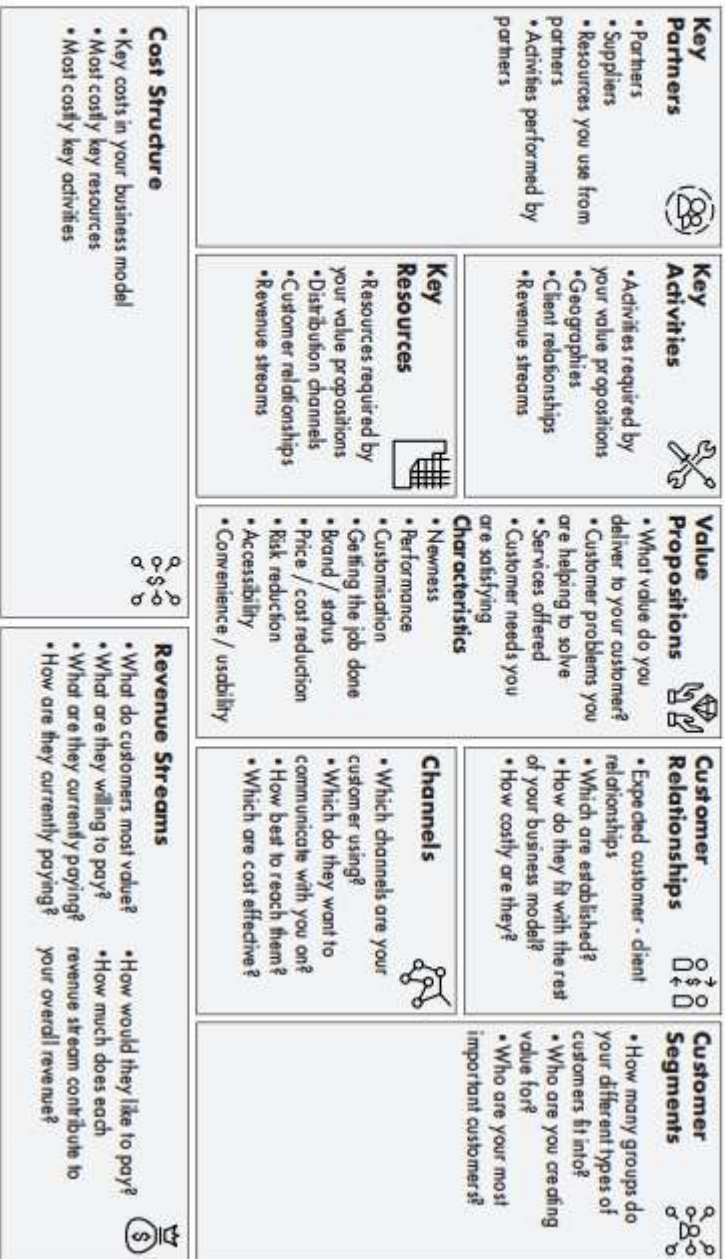 Key
Partners
• Partners
• Suppliers
• Resources you use from
partners
• Activities performed by
partners
Key
Activities
• Activities required by
your value propositions
• Geographies
• Client relationships
• Revenue streams
Key
Resources
• Resources required by
your value propositions
• Distribution channels
• Customer relationships
• Revenue streams
Value
Propositions
• What value do you
deliver to your customer?
• Customer problems you
are helping to solve
• Services offered
• Customer needs you
are satisfying
Characteristics
• Newness
• Performance
• Customisation
• Getting the job done
• Brand / status
• Price / cost reduction
• Risk reduction
• Accessibility
• Convenience / usability
Customer
Relationships
• Expected customer - client
relationships
• Which are established?
• How do they fit with the rest
of your business model?
• How costly are they?
Channels
• Which channels are your
customer using?
• Which do they want to
communicate with you on?
• How best to reach them?
• Which are cost effective?
Customer
Segments
• How many groups do
your different types of
customers fit into?
• Who are you creating
value for?
• Who are your most
important customers?
Cost Structure
• Key costs in your business model
• Most costly key resources
• Most costly key activities
Revenue Streams
• What do customers most value?
• What are they willing to pay?
• What are they currently paying?
• How are they currently paying?
• How would they like to pay?
• How much does each
revenue stream contribute to
your overall revenue?